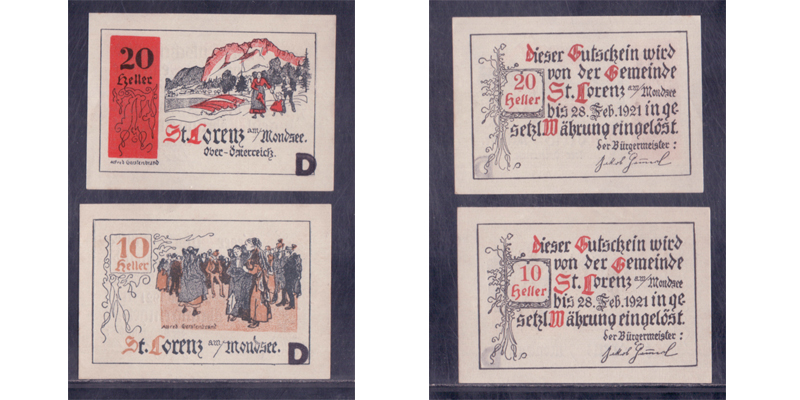 20
Heller
St. Lorenz am/Mondsee.
Ober-Österreich.
D
10
Heller
St. Lorenz am/Mondsee.
D
Dieser Gutschein wird
von der Gemeinde
20
Heller
St. Lorenz am/Mondsee
bis 28. Feb. 1921 in ge
setzl Währung eingelöst.
der Bürgermeister:
Dieser Gutschein wird
von der Gemeinde
10
Heller
St. Lorenz am/Mondsee
bis 28. Feb. 1921 in ge
setzl Währung eingelöst.
der Bürgermeister: